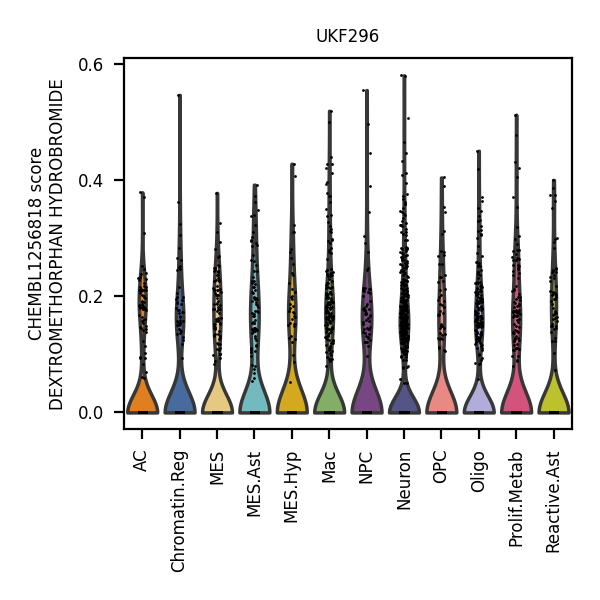 UKF296
CHEMBL1256818 score
DEXTROMETHORPHAN HYDROBROMIDE
0.6
0.4
0.2
0.0
AC
Chromatin.Reg
MES
MES.Ast
MES.Hyp
Mac
NPC
Neuron
OPC
Oligo
Prolif.Metab
Reactive.Ast